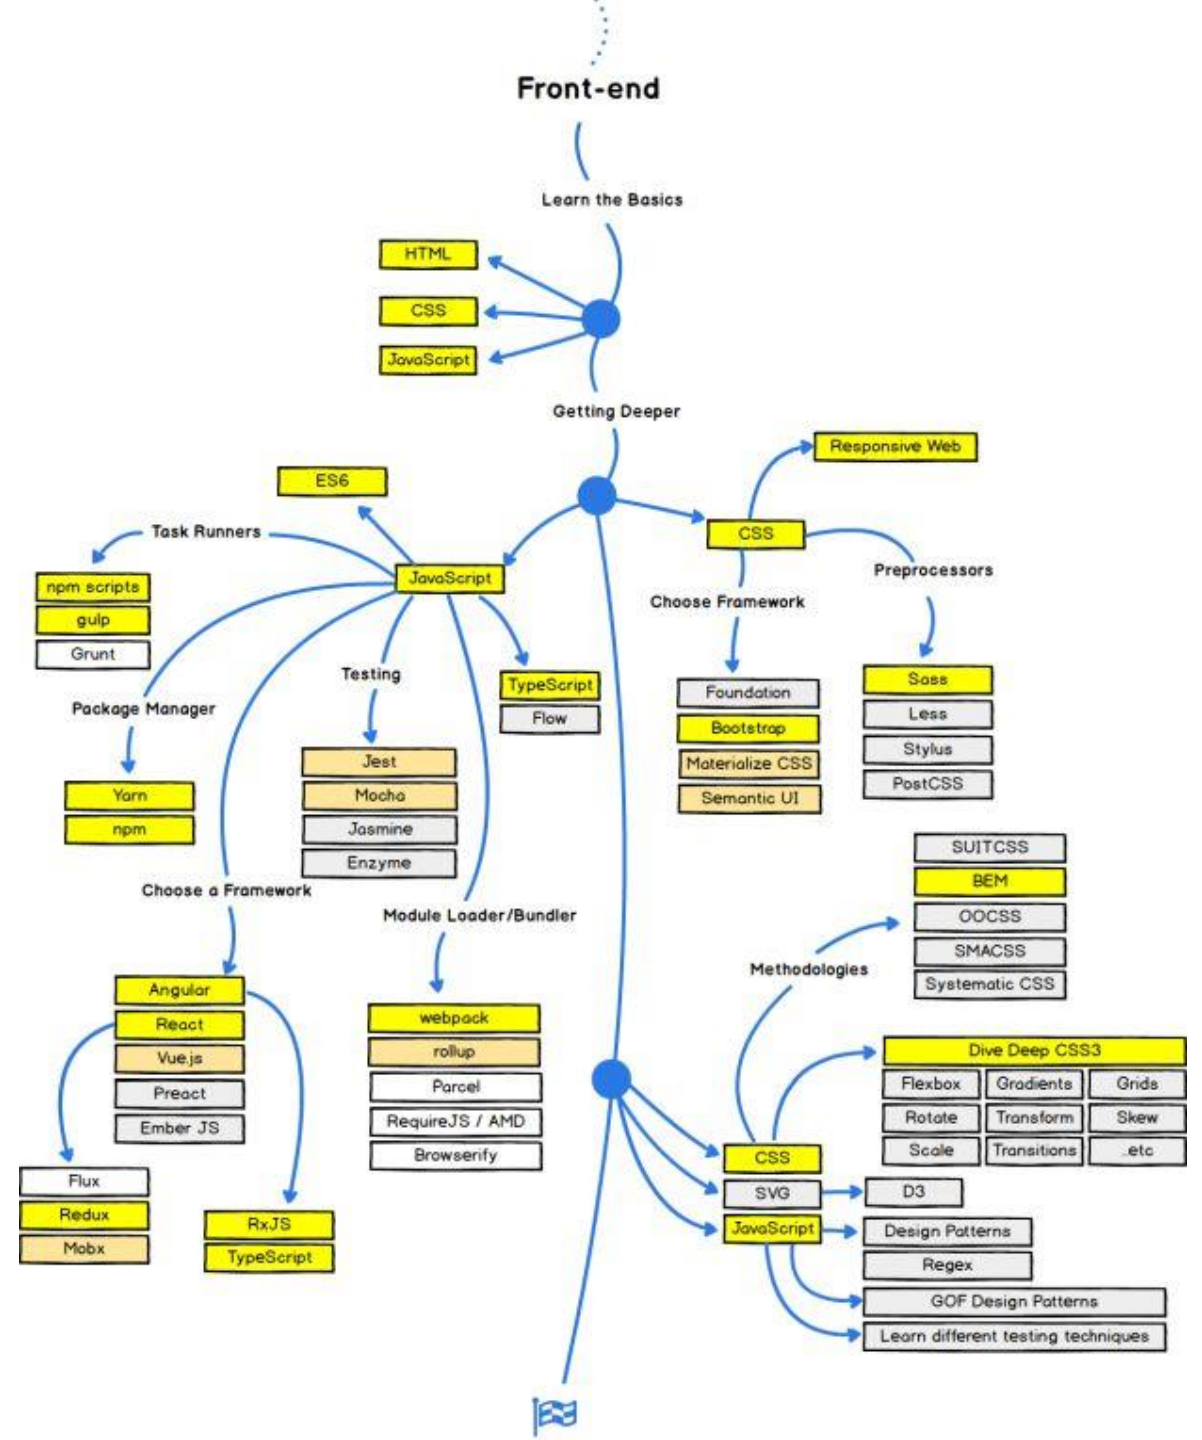 Front-end
Learn the Basics
HTML
CSS
JavaScript
Getting Deeper
Responsive Web
ES6
CSS
Task Runners
JavaScript
Preprocessors
npm scripts
gulp
Grunt
Choose Framework
Testing
TypeScript
Flow
Foundation
Bootstrap
Materialize CSS
Semantic UI
Sass
Less
Stylus
PostCSS
Package Manager
Yarn
npm
Jest
Mocha
Jasmine
Enzyme
Choose a Framework
Module Loader/Bundler
SUITCSS
BEM
OOCSS
SMACSS
Systematic CSS
Methodologies
Angular
React
Vue.js
Preact
Ember JS
webpack
rollup
Parcel
RequireJS / AMD
Browserify
Dive Deep CSS3
Flexbox Gradients Grids
Rotate Transform Skew
Scale Transitions ..etc
Flux
Redux
Mobx
RxJS
TypeScript
CSS
SVG
D3
JavaScript
Design Patterns
Regex
GOF Design Patterns
Learn different testing techniques